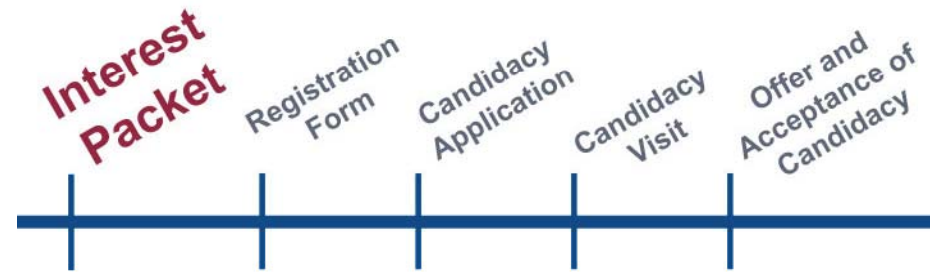 Interest
Packet
Registration
Form
Candidacy
Application
Candidacy
Visit
Offer and
Acceptance of
Candidacy